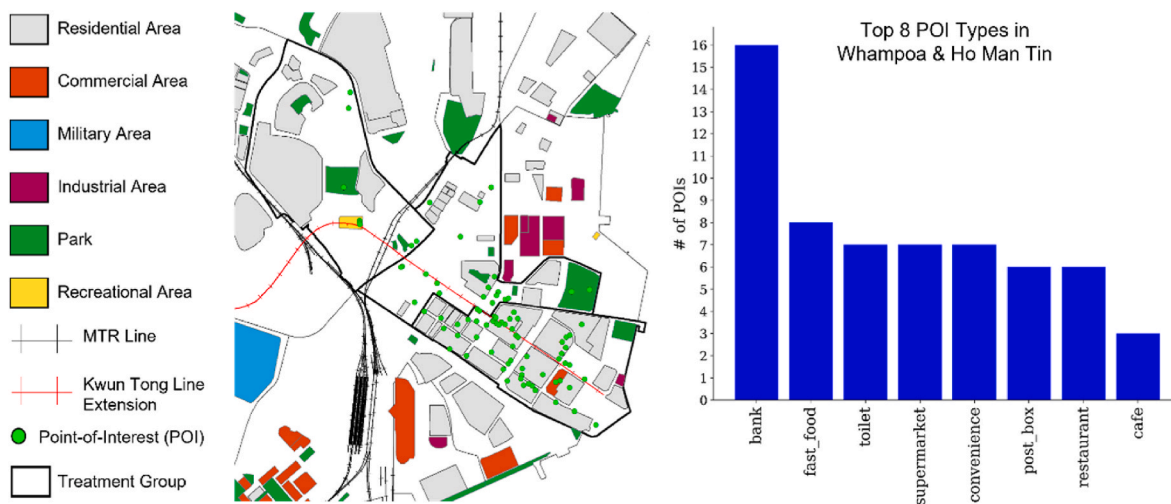 Residential Area
Commercial Area
Military Area
Industrial Area
Park
Recreational Area
MTR Line
Kwun Tong Line
Extension
Point-of-Interest (POI)
Treatment Group
Top 8 POI Types in
Whampoa & Ho Man Tin
# of POIs
16
15
14
13
12
11
10
9
8
7
6
5
4
3
2
1
0
bank
fast_food
toilet
supermarket
convenience
post_box
restaurant
cafe